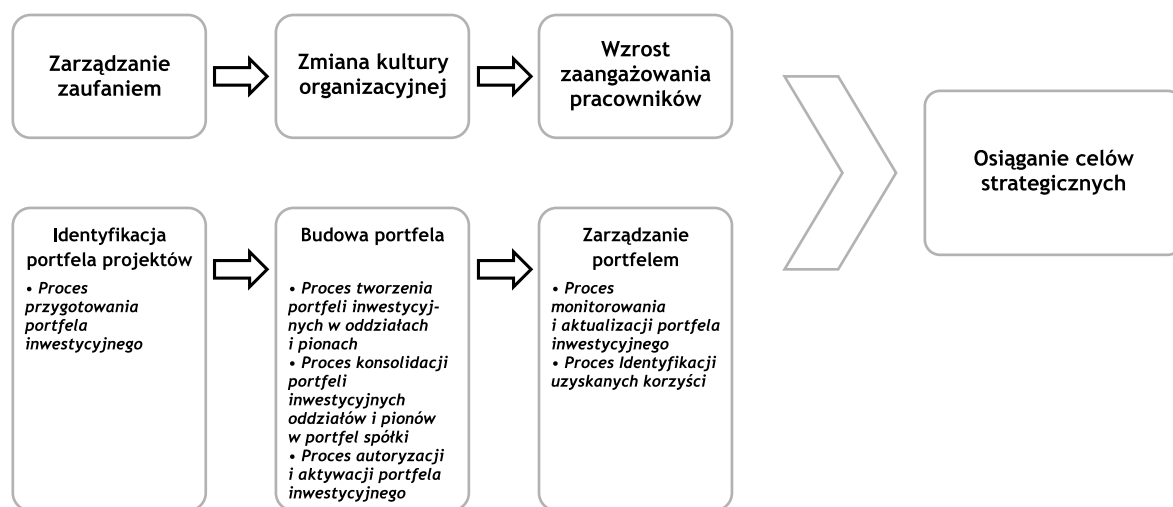 Zarządzanie
zaufaniem
Zmiana kultury
organizacyjnej
Wzrost
zaangażowania
pracowników
Osiąganie celów
strategicznych
Identyfikacja
portfela projektów
• Proces
przygotowania
portfela
inwestycyjnego
Budowa portfela
• Proces tworzenia
portfeli inwestycyj-
nych w oddziałach
i pionach
• Proces konsolidacji
portfeli
inwestycyjnych
oddziałów i pionów
w portfel spółki
• Proces autoryzacji
i aktywacji portfela
inwestycyjnego
Zarządzanie
portfelem
• Proces
monitorowania
i aktualizacji portfela
inwestycyjnego
• Proces Identyfikacji
uzyskanych korzyści